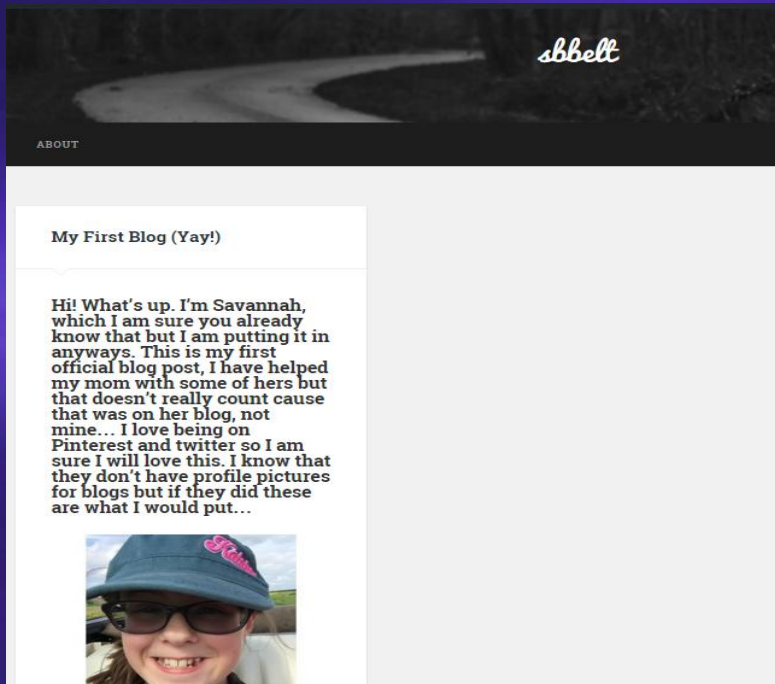 sbbelt
ABOUT
My First Blog (Yay!)
Hi! What's up. I'm Savannah,
which I am sure you already
know that but I am putting it in
anyways. This is my first
official blog post, I have helped
my mom with some of hers but
that doesn't really count cause
that was on her blog, not
mine… I love being on
Pinterest and twitter so I am
sure I will love this. I know that
they don't have profile pictures
for blogs but if they did these
are what I would put…